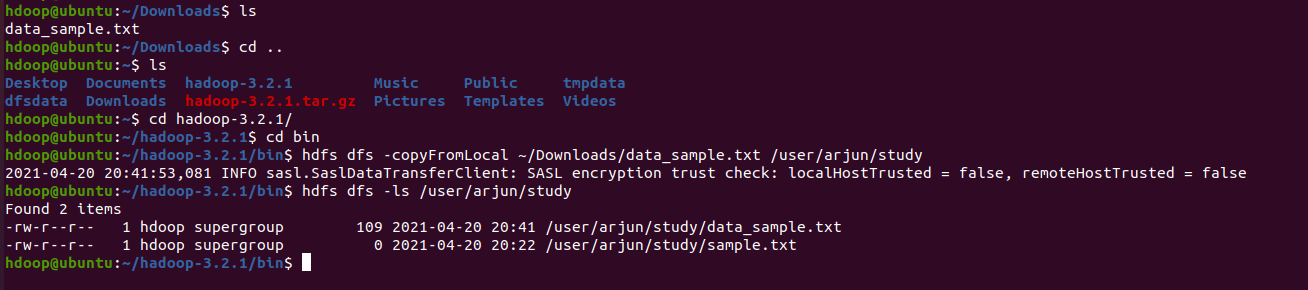 hdoop@ubuntu:~/Downloads$ ls
data_sample.txt
hdoop@ubuntu:~/Downloads$ cd ..
hdoop@ubuntu:~$ ls
Desktop  Documents  hadoop-3.2.1         Music     Public     tmpdata
dfsdata  Downloads  hadoop-3.2.1.tar.gz  Pictures  Templates  Videos
hdoop@ubuntu:~$ cd hadoop-3.2.1/
hdoop@ubuntu:~/hadoop-3.2.1$ cd bin
hdoop@ubuntu:~/hadoop-3.2.1/bin$ hdfs dfs -copyFromLocal ~/Downloads/data_sample.txt /user/arjun/study
2021-04-20 20:41:53,081 INFO sasl.SaslDataTransferClient: SASL encryption trust check: localHostTrusted = false, remoteHostTrusted = false
hdoop@ubuntu:~/hadoop-3.2.1/bin$ hdfs dfs -ls /user/arjun/study
Found 2 items
-rw-r--r--   1 hdoop supergroup        109 2021-04-20 20:41 /user/arjun/study/data_sample.txt
-rw-r--r--   1 hdoop supergroup          0 2021-04-20 20:22 /user/arjun/study/sample.txt
hdoop@ubuntu:~/hadoop-3.2.1/bin$